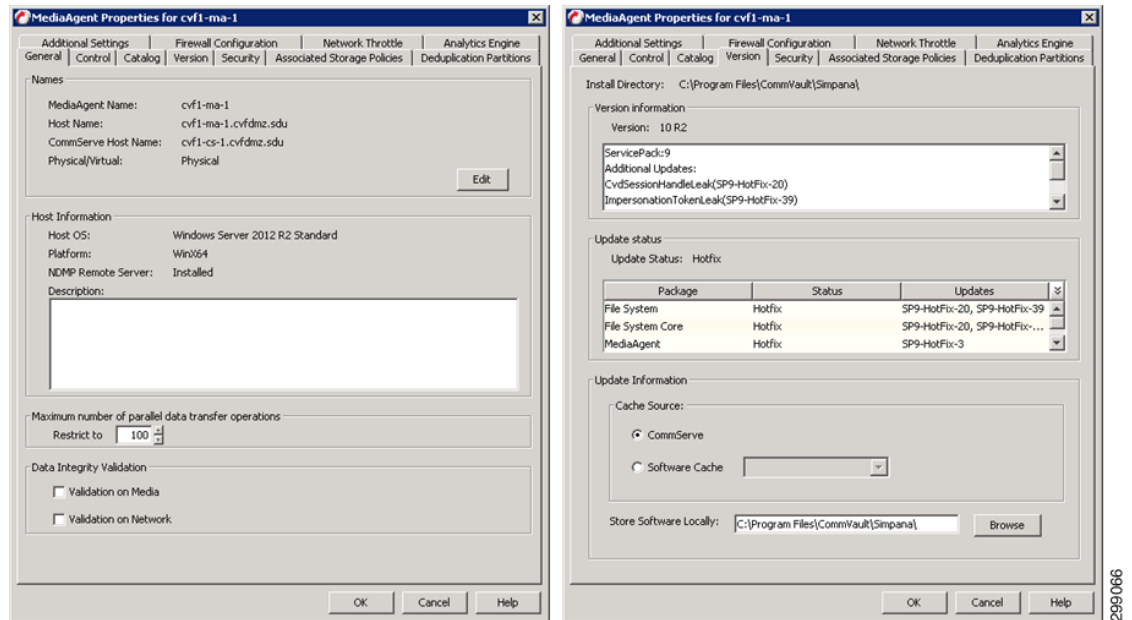 MediaAgent Properties for cvf1-ma-1
Additional Settings Firewall Configuration Network Throttle Analytics Engine
General Control Catalog Version Security Associated Storage Policies Deduplication Partitions
Names
MediaAgent Name: cvf1-ma-1
Host Name: cvf1-ma-1.cvfdmz.sdu
CommServe Host Name: cvf1-cs-1.cvfdmz.sdu
Physical/Virtual: Physical
Edit
Host Information
Host OS: Windows Server 2012 R2 Standard
Platform: WinX64
NDMP Remote Server: Installed
Description:
Maximum number of parallel data transfer operations
Restrict to 100
Data Integrity Validation
Validation on Media
Validation on Network
OK Cancel Help
MediaAgent Properties for cvf1-ma-1
Additional Settings Firewall Configuration Network Throttle Analytics Engine
General Control Catalog Version Security Associated Storage Policies Deduplication Partitions
Install Directory: C:\Program Files\CommVault\Simpana\
Version information
Version: 10 R2
ServicePack:9
Additional Updates:
CvdSessionHandleLeak(SP9-HotFix-20)
ImpersonationTokenLeak(SP9-HotFix-39)
Update status
Update Status: Hotfix
Package Status Updates
File System Hotfix SP9-HotFix-20, SP9-HotFix-39
File System Core Hotfix SP9-HotFix-20, SP9-HotFix-...
MediaAgent Hotfix SP9-HotFix-3
Update Information
Cache Source:
CommServe
Software Cache
Store Software Locally: C:\Program Files\CommVault\Simpana\ Browse
OK Cancel Help
299066